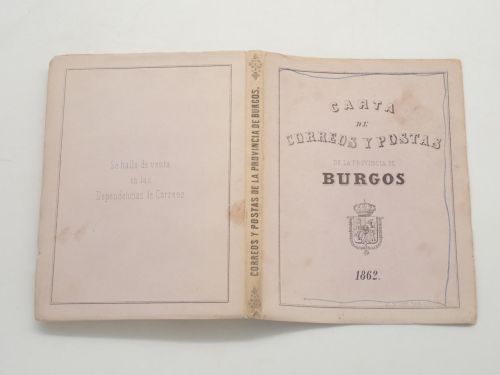 Se halla de venta
en las
Dependencias de Correos
CORREOS Y POSTAS DE LA PROVINCIA DE BURGOS.
CARTA
DE
CORREOS Y POSTAS
DE LA PROVINCIA DE
BURGOS
1862.